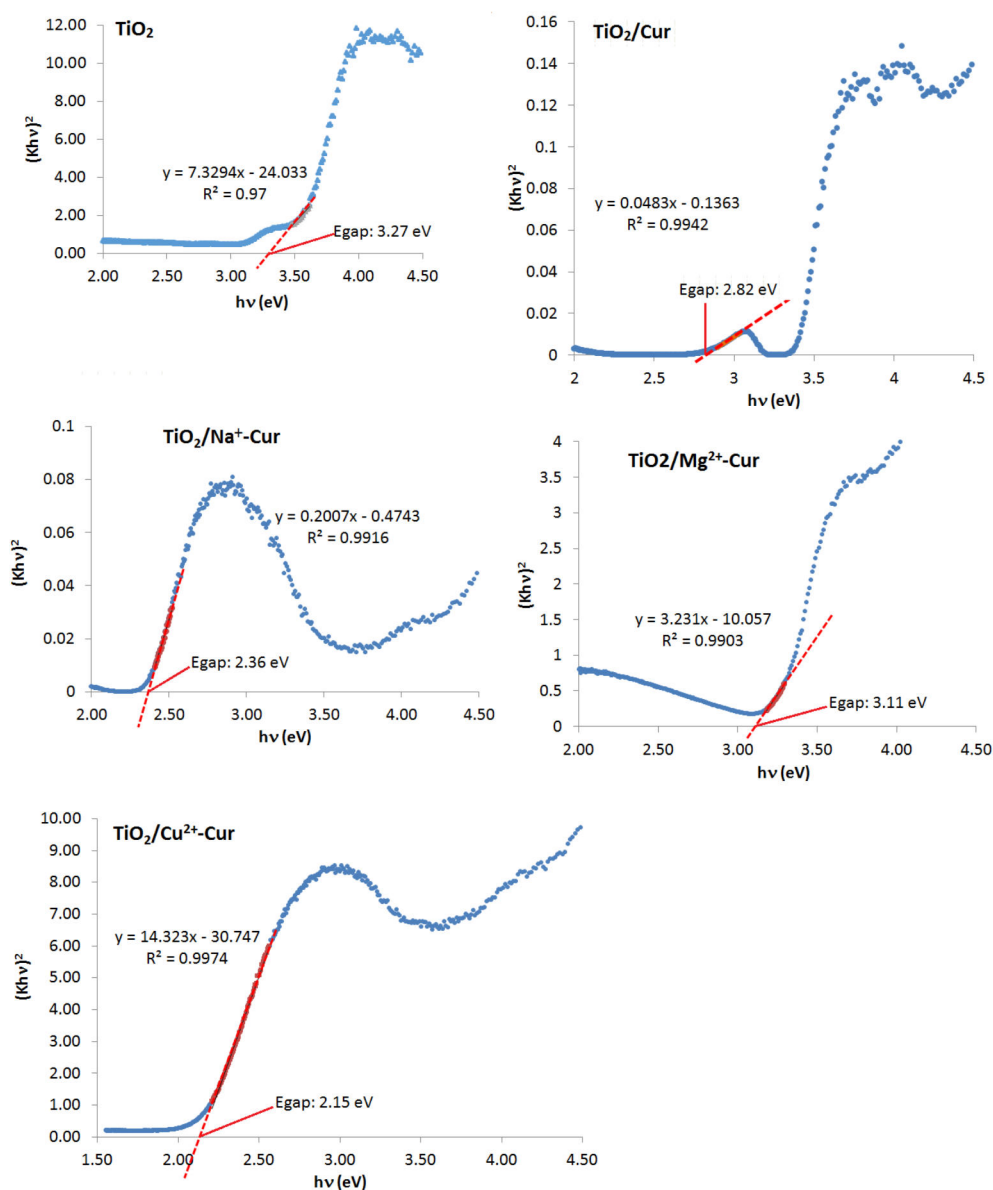 TiO₂
12.00
10.00
8.00
6.00
4.00
2.00
0.00
(Khν)²
y = 7.3294x - 24.033
R² = 0.97
Egap: 3.27 eV
2.00 2.50 3.00 3.50 4.00 4.50
hν (eV)
TiO₂/Cur
0.16
0.14
0.12
0.1
0.08
0.06
0.04
0.02
0
(Khν)²
y = 0.0483x - 0.1363
R² = 0.9942
Egap: 2.82 eV
2 2.5 3 3.5 4 4.5
hν (eV)
TiO₂/Na⁺-Cur
0.1
0.08
0.06
0.04
0.02
0
(Khν)²
y = 0.2007x - 0.4743
R² = 0.9916
Egap: 2.36 eV
2.00 2.50 3.00 3.50 4.00 4.50
hν (eV)
TiO2/Mg²⁺-Cur
4
3.5
3
2.5
2
1.5
1
0.5
0
(Khν)²
y = 3.231x - 10.057
R² = 0.9903
Egap: 3.11 eV
2.00 2.50 3.00 3.50 4.00 4.50
hν (eV)
TiO₂/Cu²⁺-Cur
10.00
9.00
8.00
7.00
6.00
5.00
4.00
3.00
2.00
1.00
0.00
(Khν)²
y = 14.323x - 30.747
R² = 0.9974
Egap: 2.15 eV
1.50 2.00 2.50 3.00 3.50 4.00 4.50
hν (eV)